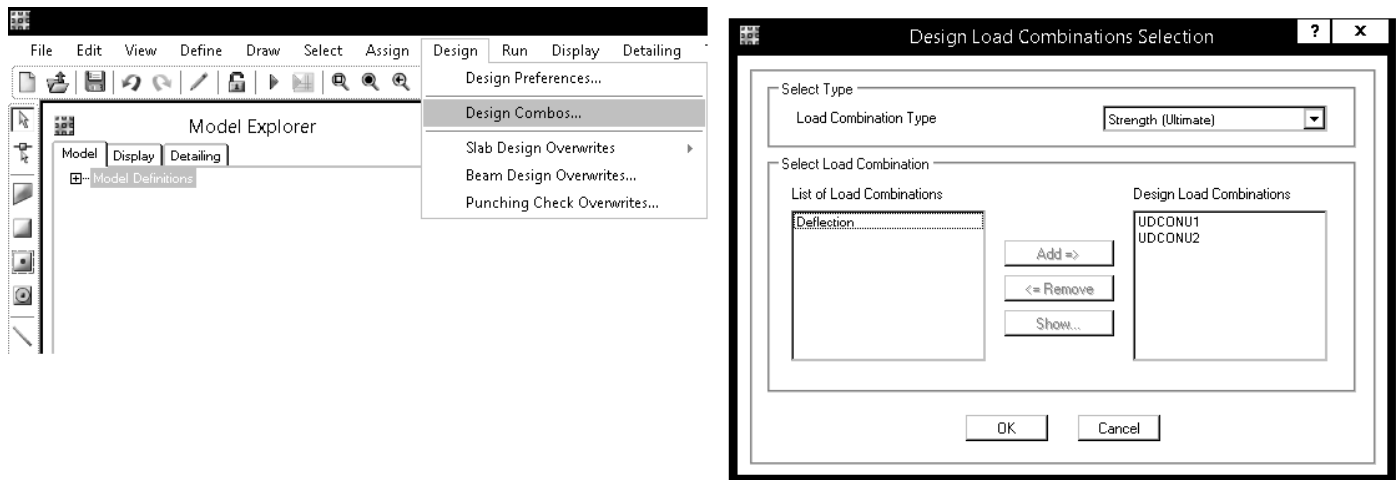 File Edit View Define Draw Select Assign Design Run Display Detailing
Design Preferences...
Design Combos...
Slab Design Overwrites
Beam Design Overwrites...
Punching Check Overwrites...
Model Explorer
Model Display Detailing
Model Definitions
Design Load Combinations Selection ? X
Select Type
Load Combination Type Strength (Ultimate)
Select Load Combination
List of Load Combinations Design Load Combinations
Deflection UDCONU1
UDCONU2
Add =>
<= Remove
Show...
OK Cancel